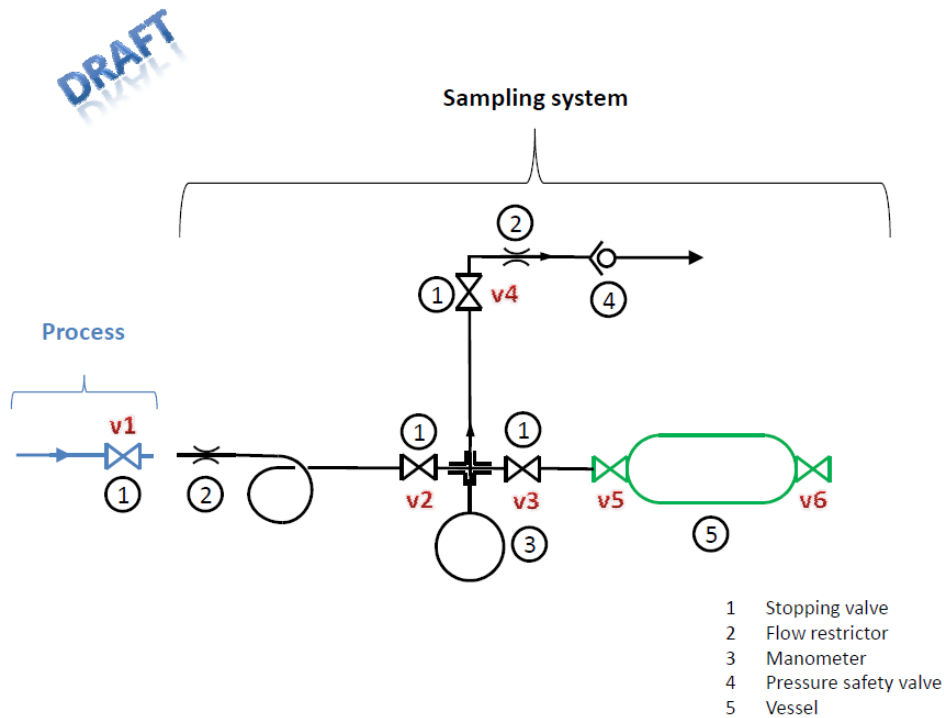 DRAFT
Sampling system
2
1
v4
4
Process
v1
1
1
1
2
v2
v3
v5
v6
3
5
1 Stopping valve
2 Flow restrictor
3 Manometer
4 Pressure safety valve
5 Vessel